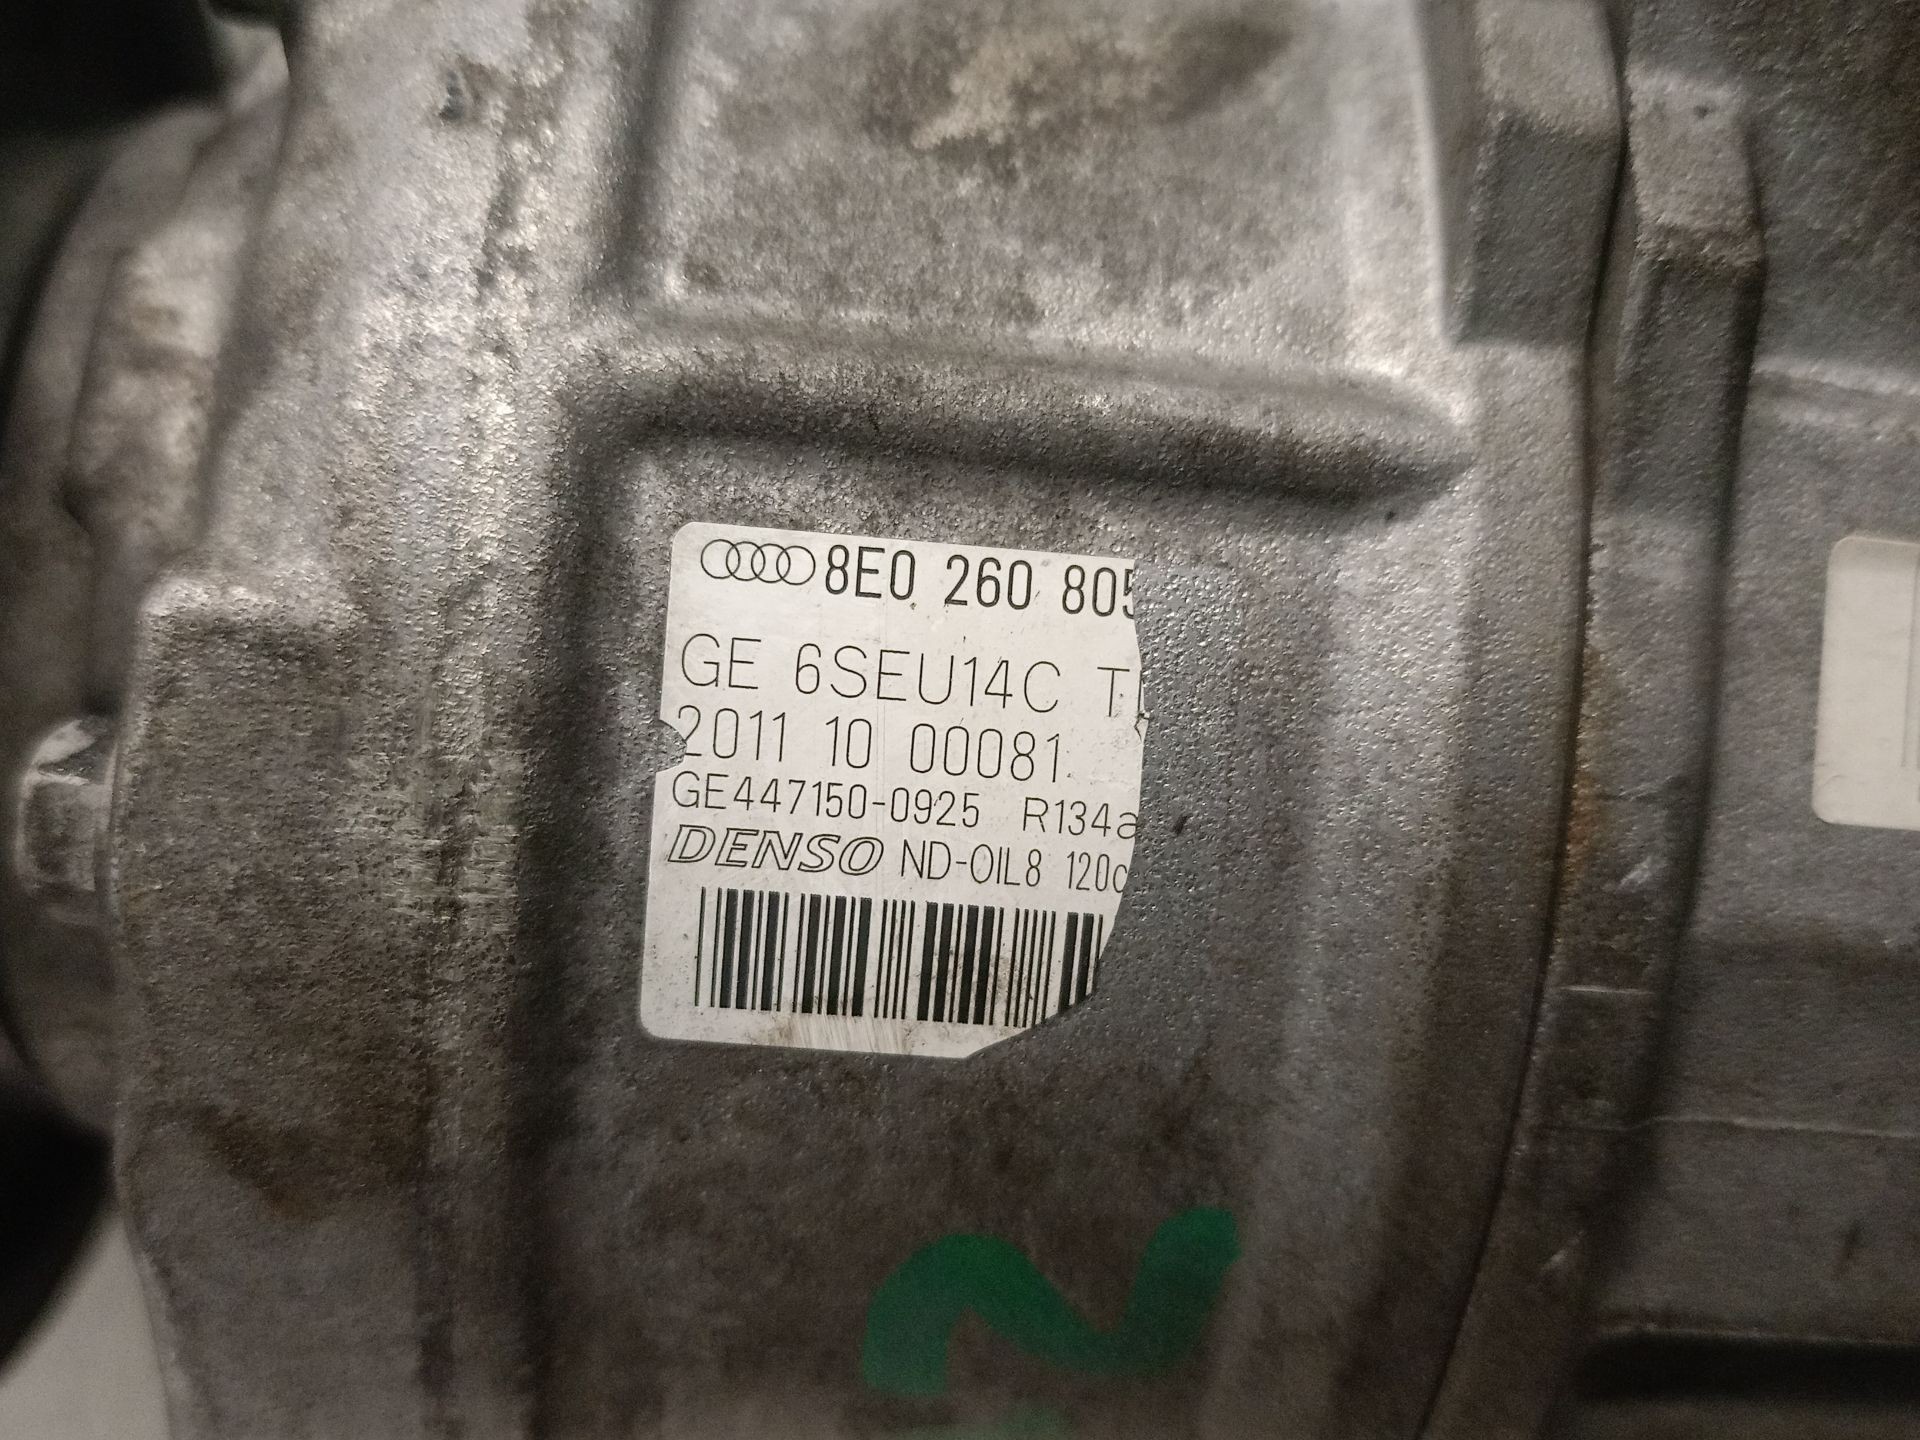 8E0 260 805
GE 6SEU14C
2011 10 00081
GE447150-0925 R134a
DENSO ND-OIL8 120c